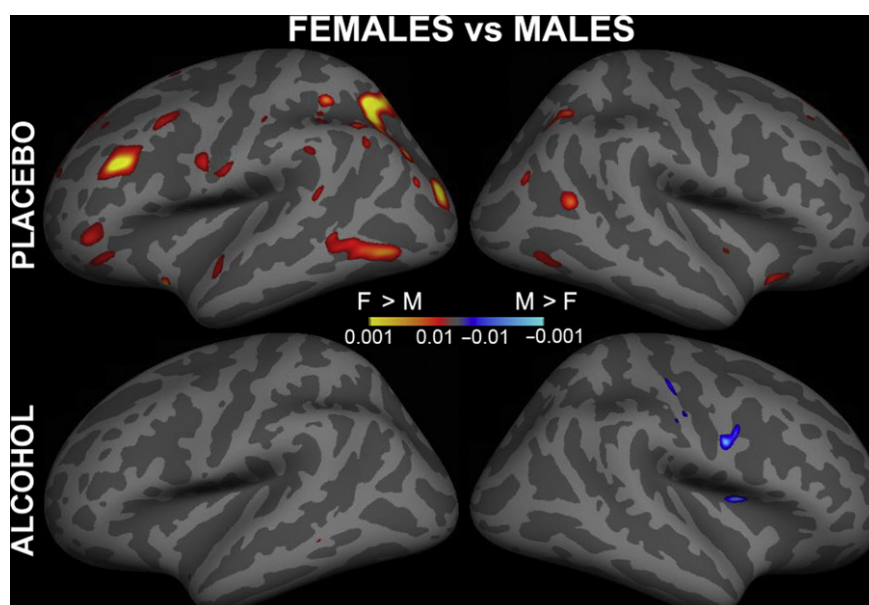 FEMALES vs MALES
PLACEBO
F > M M > F
0.001 0.01 −0.01 −0.001
ALCOHOL